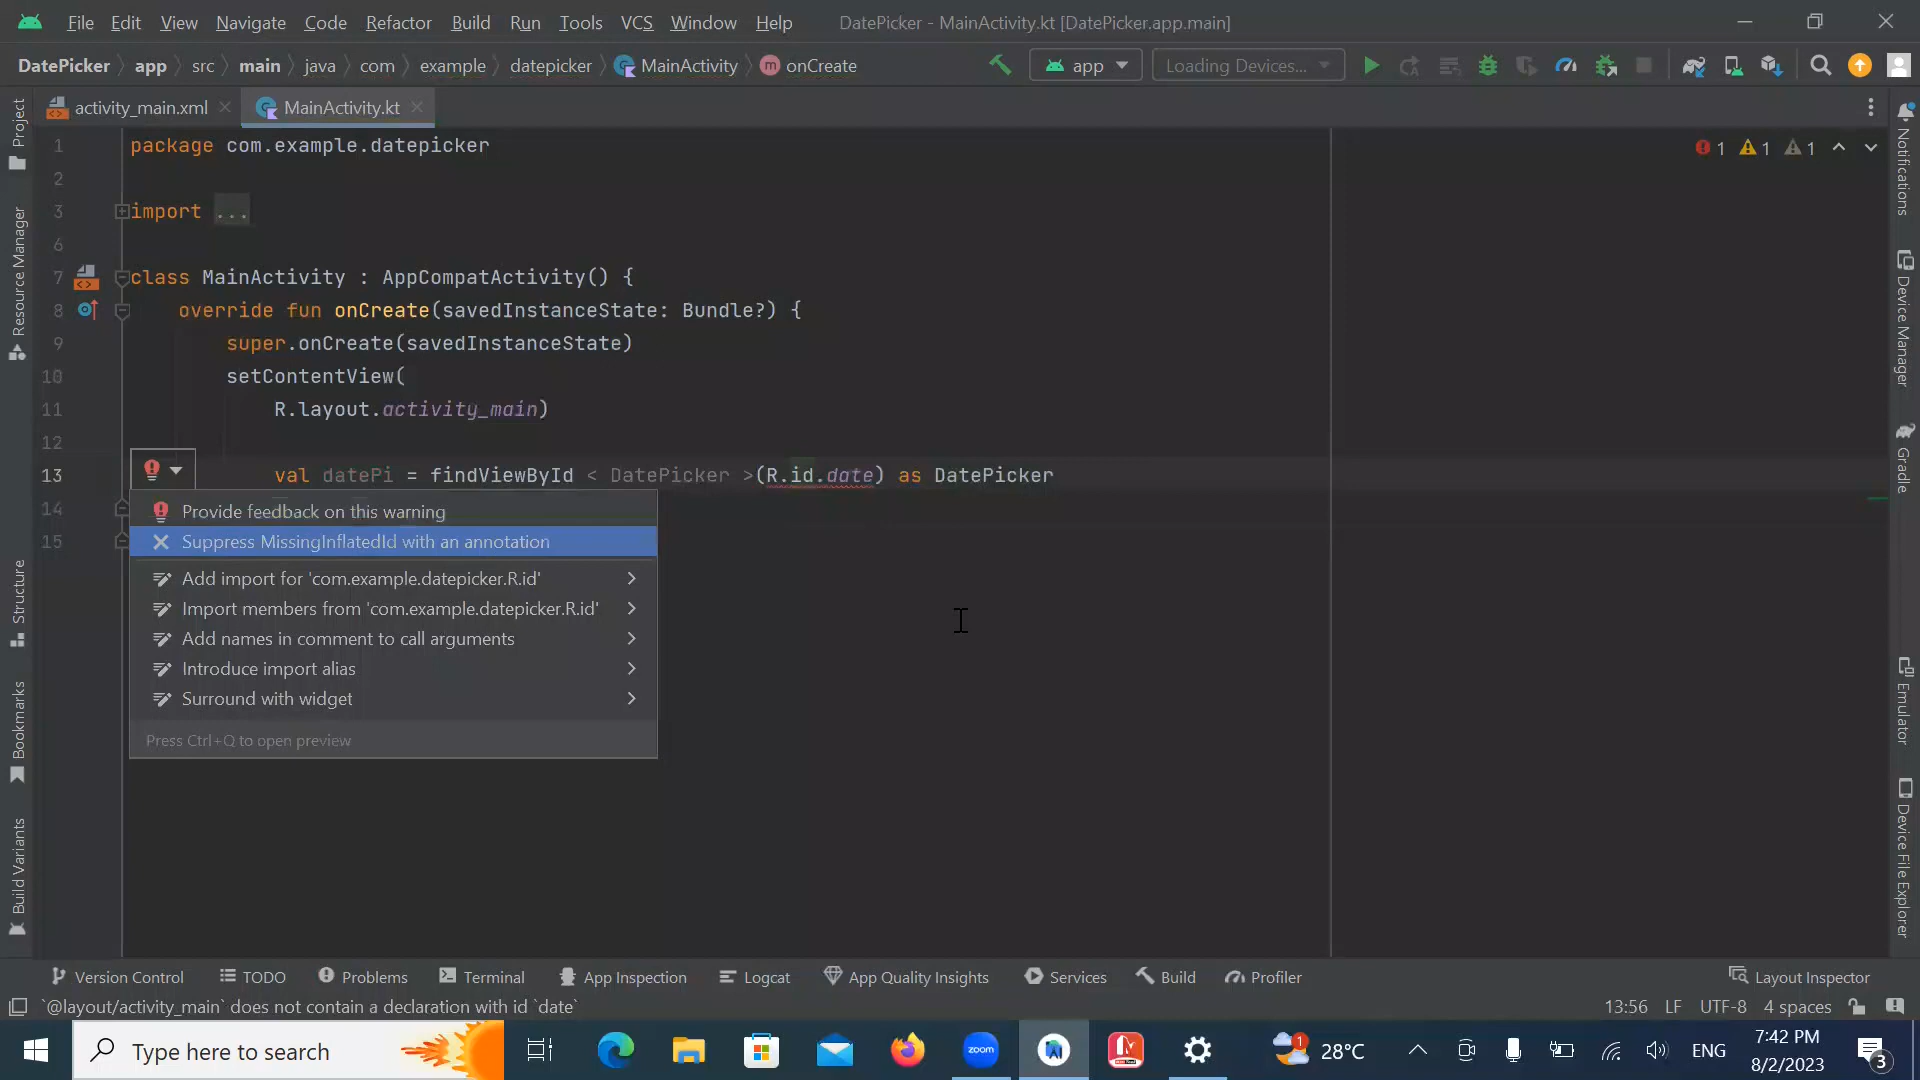 File Edit View Navigate Code Refactor Build Run Tools VCS Window Help DatePicker - MainActivity.kt [DatePicker.app.main]
DatePicker app src main java com example datepicker MainActivity onCreate app Loading Devices...
activity_main.xml MainActivity.kt
1 package com.example.datepicker
1 1 1
2
3 import ...
6
7 class MainActivity : AppCompatActivity() {
8 override fun onCreate(savedInstanceState: Bundle?) {
9 super.onCreate(savedInstanceState)
10 setContentView(
11 R.layout.activity_main)
12
13 val datePi = findViewById < DatePicker >(R.id.date) as DatePicker
14
15
Provide feedback on this warning
Suppress MissingInflatedId with an annotation
Add import for 'com.example.datepicker.R.id'
Import members from 'com.example.datepicker.R.id'
Add names in comment to call arguments
Introduce import alias
Surround with widget
Press Ctrl+Q to open preview
Project
Resource Manager
Structure
Bookmarks
Build Variants
Notifications
Device Manager
Gradle
Emulator
Device File Explorer
Version Control TODO Problems Terminal App Inspection Logcat App Quality Insights Services Build Profiler Layout Inspector
`@layout/activity_main` does not contain a declaration with id `date` 13:56 LF UTF-8 4 spaces
Type here to search zoom 1 28°C ENG 7:42 PM
8/2/2023
3